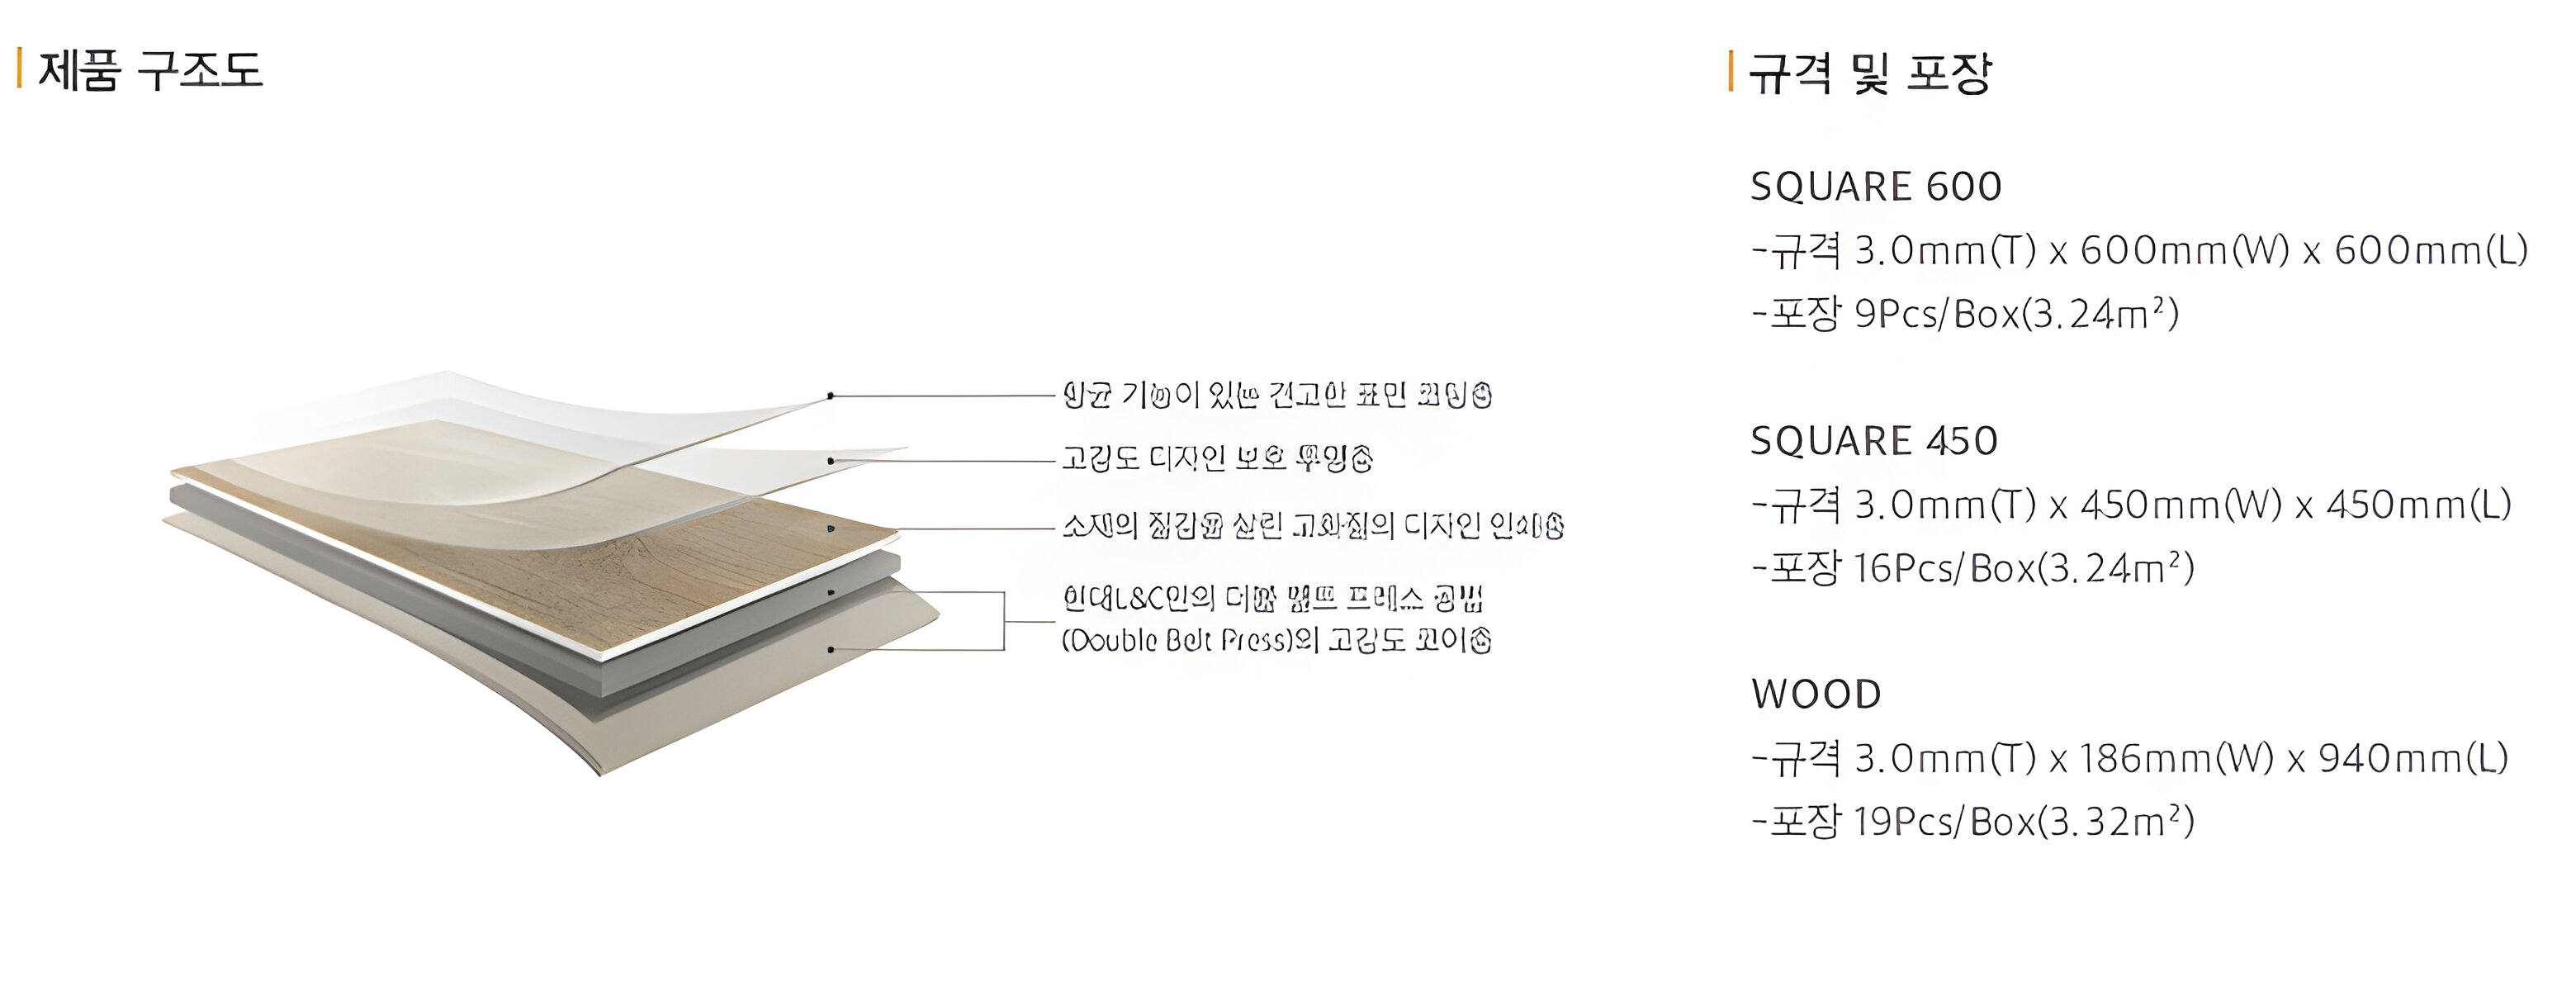 제품 구조도
항균 기능이 있는 견고한 표면 코팅층
고강도 디자인 보호 투명층
소재의 질감을 살린 고화질의 디자인 인쇄층
현대L&C만의 더블 벨트 프레스 공법
(Double Belt Press)의 고강도 코어층
규격 및 포장
SQUARE 600
-규격 3.0mm(T) x 600mm(W) x 600mm(L)
-포장 9Pcs/Box(3.24m²)
SQUARE 450
-규격 3.0mm(T) x 450mm(W) x 450mm(L)
-포장 16Pcs/Box(3.24m²)
WOOD
-규격 3.0mm(T) x 186mm(W) x 940mm(L)
-포장 19Pcs/Box(3.32m²)